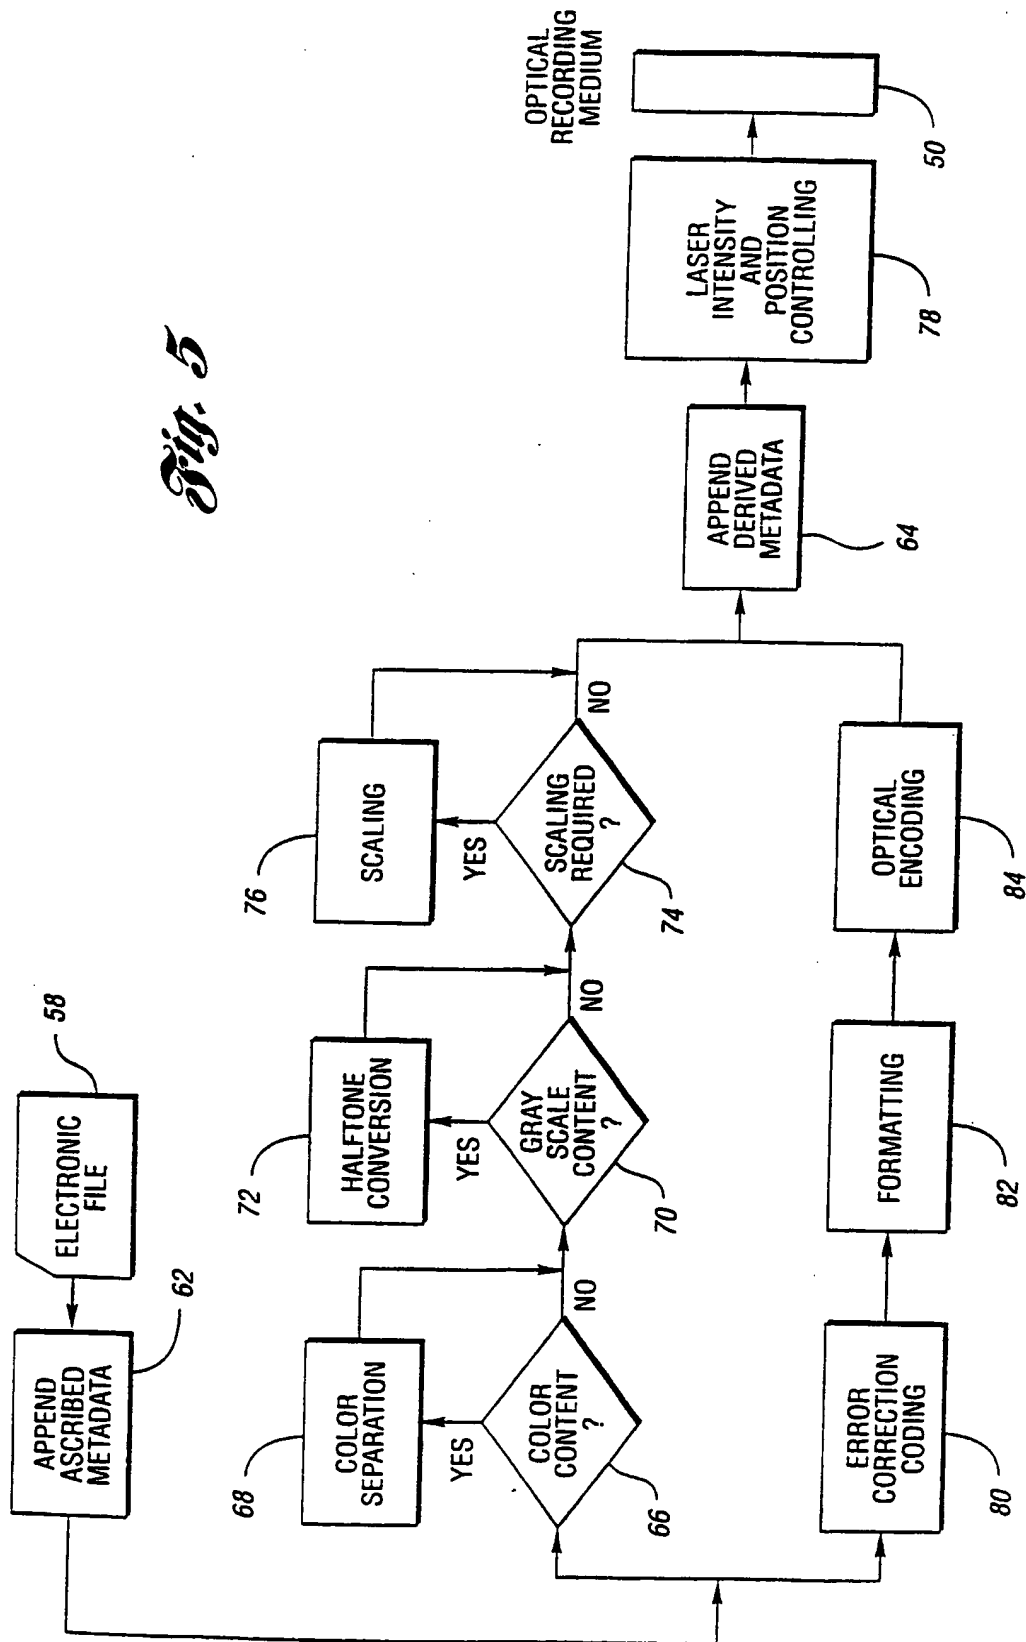 Fig. 5
ELECTRONIC
FILE
58
APPEND
ASCRIBED
METADATA
62
COLOR
SEPARATION
68
YES
COLOR
CONTENT
?
66
NO
HALFTONE
CONVERSION
72
YES
GRAY
SCALE
CONTENT
?
70
NO
SCALING
76
YES
SCALING
REQUIRED
?
74
NO
ERROR
CORRECTION
CODING
80
FORMATTING
82
OPTICAL
ENCODING
84
APPEND
DERIVED
METADATA
64
LASER
INTENSITY
AND
POSITION
CONTROLLING
78
OPTICAL
RECORDING
MEDIUM
50